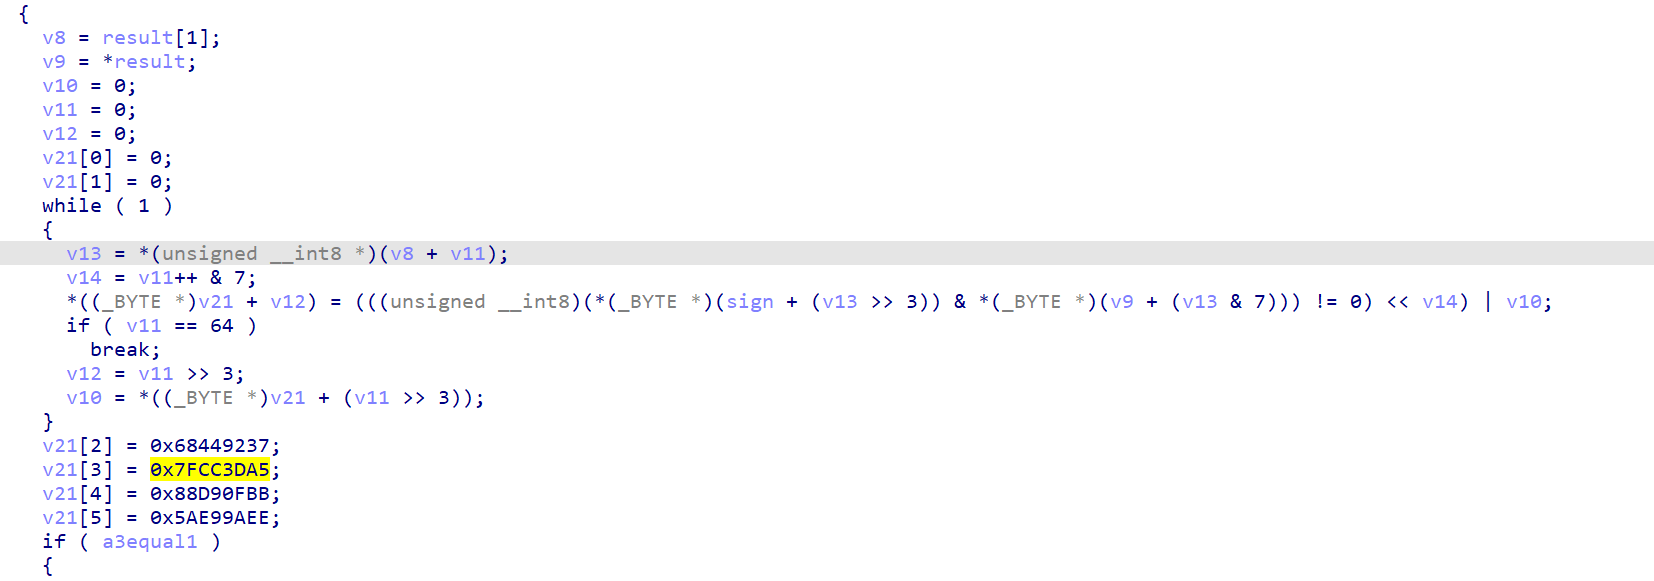 {
v8 = result[1];
v9 = *result;
v10 = 0;
v11 = 0;
v12 = 0;
v21[0] = 0;
v21[1] = 0;
while ( 1 )
{
v13 = *(unsigned __int8 *)(v8 + v11);
v14 = v11++ & 7;
*((_BYTE *)v21 + v12) = (((unsigned __int8)(*(_BYTE *)(sign + (v13 >> 3)) & *(_BYTE *)(v9 + (v13 & 7))) != 0) << v14) | v10;
if ( v11 == 64 )
break;
v12 = v11 >> 3;
v10 = *((_BYTE *)v21 + (v11 >> 3));
}
v21[2] = 0x68449237;
v21[3] = 0x7FCC3DA5;
v21[4] = 0x88D90FBB;
v21[5] = 0x5AE99AEE;
if ( a3equal1 )
{